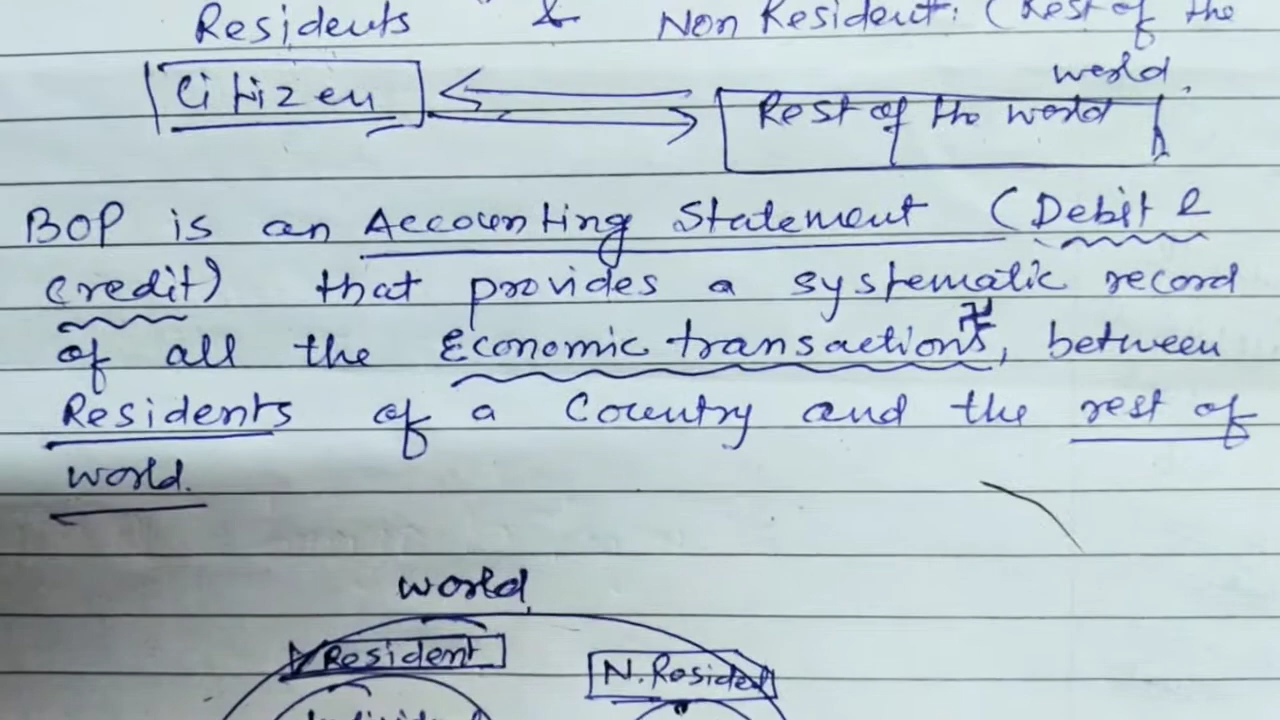 Residents & Non Resident. (Rest of the
world.
Citizen
Rest of the world
BOP is an Accounting Statement (Debit &
credit) that provides a systematic record
of all the Economic transactions, between
Residents of a Country and the rest of
world.
world
Resident
N. Resident